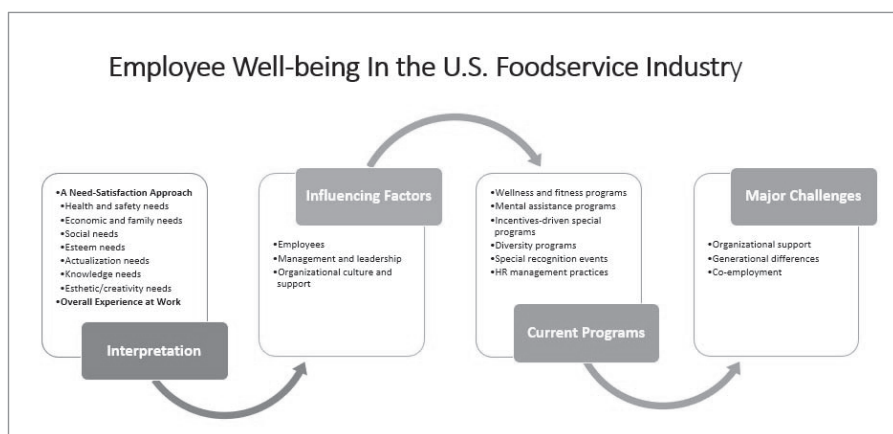 Employee Well-being In the U.S. Foodservice Industry
•A Need-Satisfaction Approach
•Health and safety needs
•Economic and family needs
•Social needs
•Esteem needs
•Actualization needs
•Knowledge needs
•Esthetic/creativity needs
•Overall Experience at Work
Interpretation
Influencing Factors
•Employees
•Management and leadership
•Organizational culture and
support
•Wellness and fitness programs
•Mental assistance programs
•Incentives-driven special
programs
•Diversity programs
•Special recognition events
•HR management practices
Current Programs
Major Challenges
•Organizational support
•Generational differences
•Co-employment